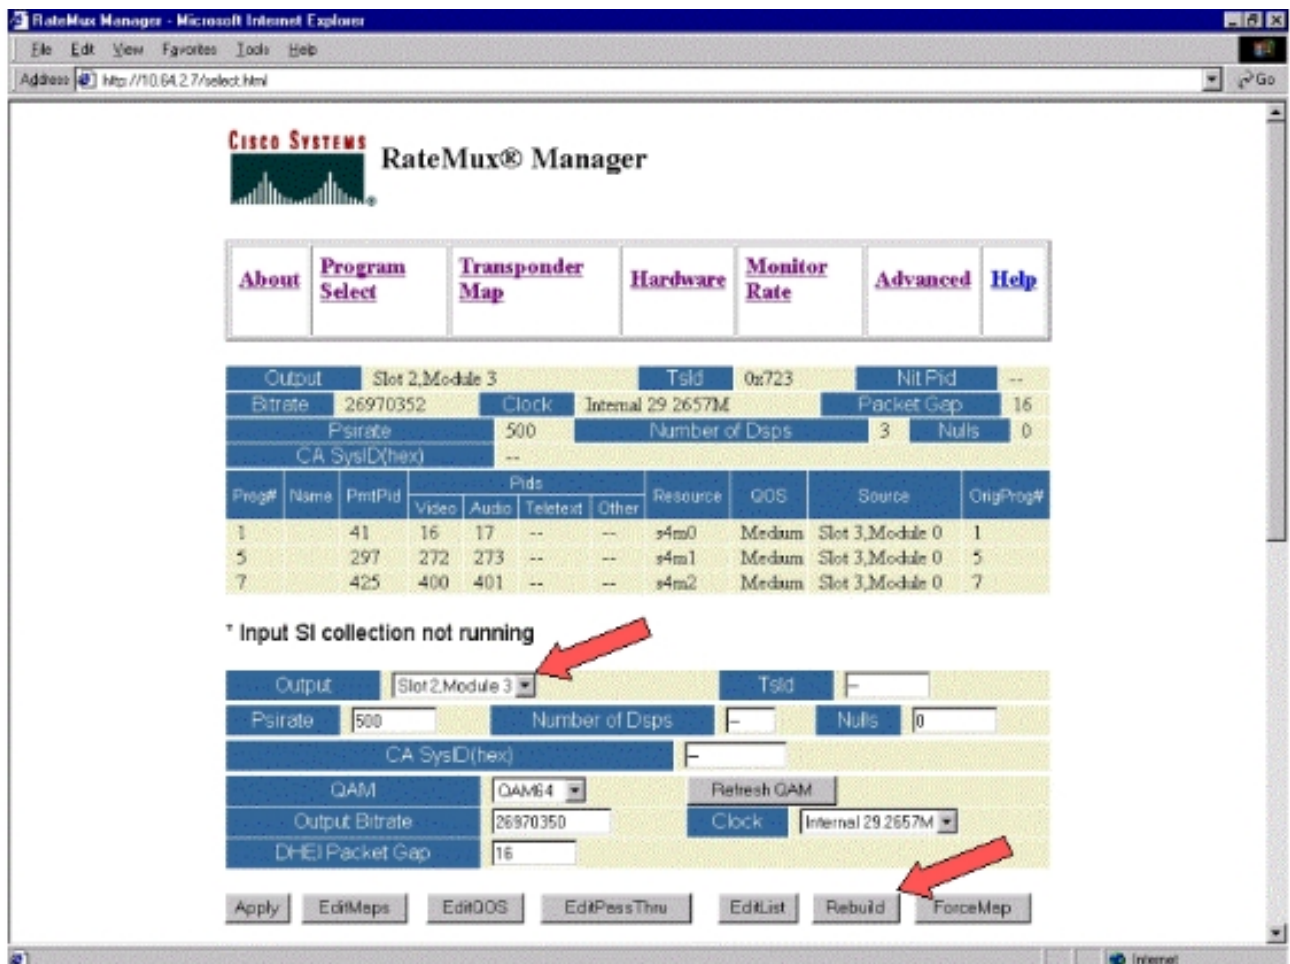 RateMux Manager - Microsoft Internet Explorer
File Edit View Favorites Tools Help
Address http://10.64.2.7/select.html Go
CISCO SYSTEMS
RateMux® Manager
®
About Program Select Transponder Map Hardware Monitor Rate Advanced Help
Output Slot 2,Module 3 TsId 0x723 Nit Pid --
Bitrate 26970352 Clock Internal 29.2657M Packet Gap 16
Psirate 500 Number of Dsps 3 Nulls 0
CA SysID(hex) --
Prog# Name PmtPid Pids Resource QOS Source OrigProg#
Video Audio Teletext Other
1 41 16 17 -- -- s4m0 Medium Slot 3,Module 0 1
5 297 272 273 -- -- s4m1 Medium Slot 3,Module 0 5
7 425 400 401 -- -- s4m2 Medium Slot 3,Module 0 7
* Input SI collection not running
Output Slot 2,Module 3 TsId --
Psirate 500 Number of Dsps -- Nulls 0
CA SysID(hex) --
QAM QAM64 Refresh QAM
Output Bitrate 26970350 Clock Internal 29.2657M
DHEI Packet Gap 16
Apply EditMaps EditQOS EditPassThru EditList Rebuild ForceMap
Internet